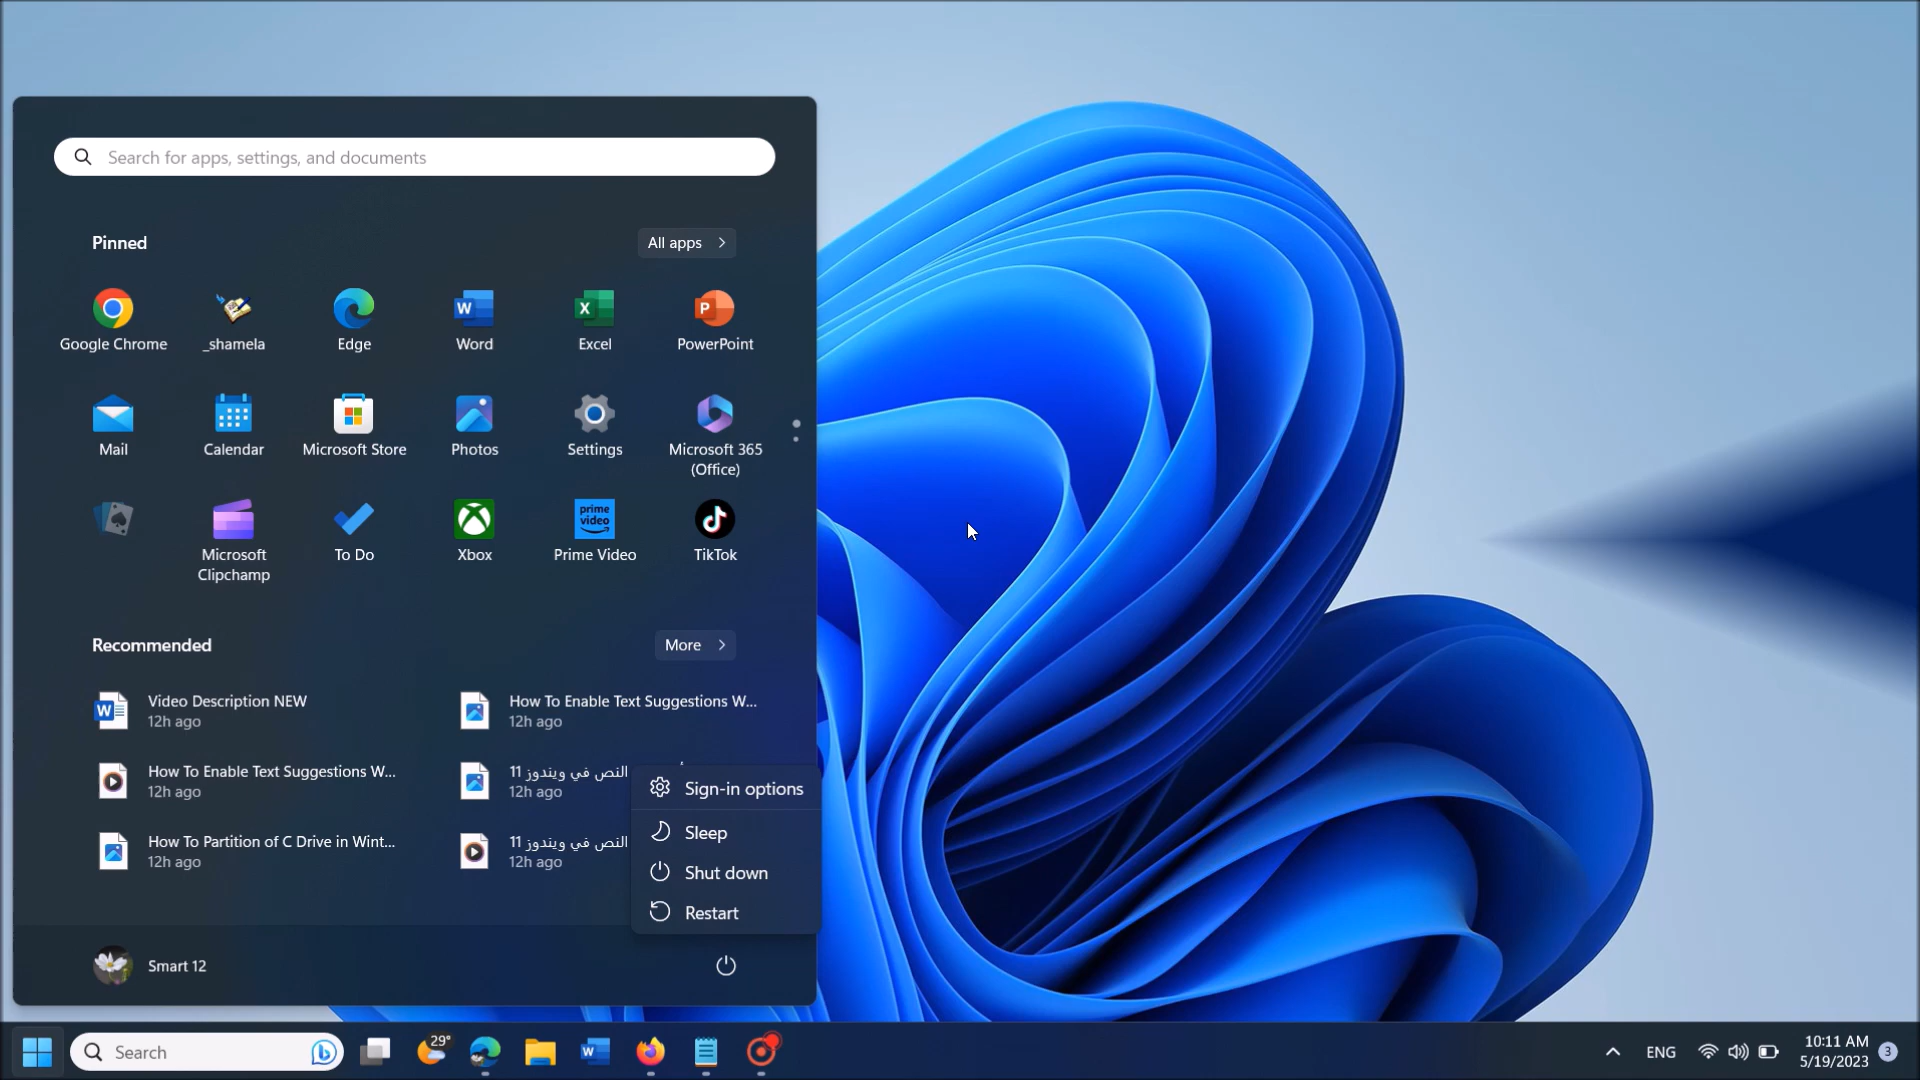 Search for apps, settings, and documents
Pinned
All apps
Google Chrome
_shamela
Edge
Word
Excel
PowerPoint
Mail
Calendar
Microsoft Store
Photos
Settings
Microsoft 365
(Office)
Microsoft
Clipchamp
To Do
Xbox
prime
video
Prime Video
TikTok
Recommended
More
Video Description NEW
12h ago
How To Enable Text Suggestions W...
12h ago
How To Enable Text Suggestions W...
12h ago
النص في ويندوز 11
12h ago
How To Partition of C Drive in Wint...
12h ago
النص في ويندوز 11
12h ago
Sign-in options
Sleep
Shut down
Restart
Smart 12
Search
29°
ENG
10:11 AM
5/19/2023
3